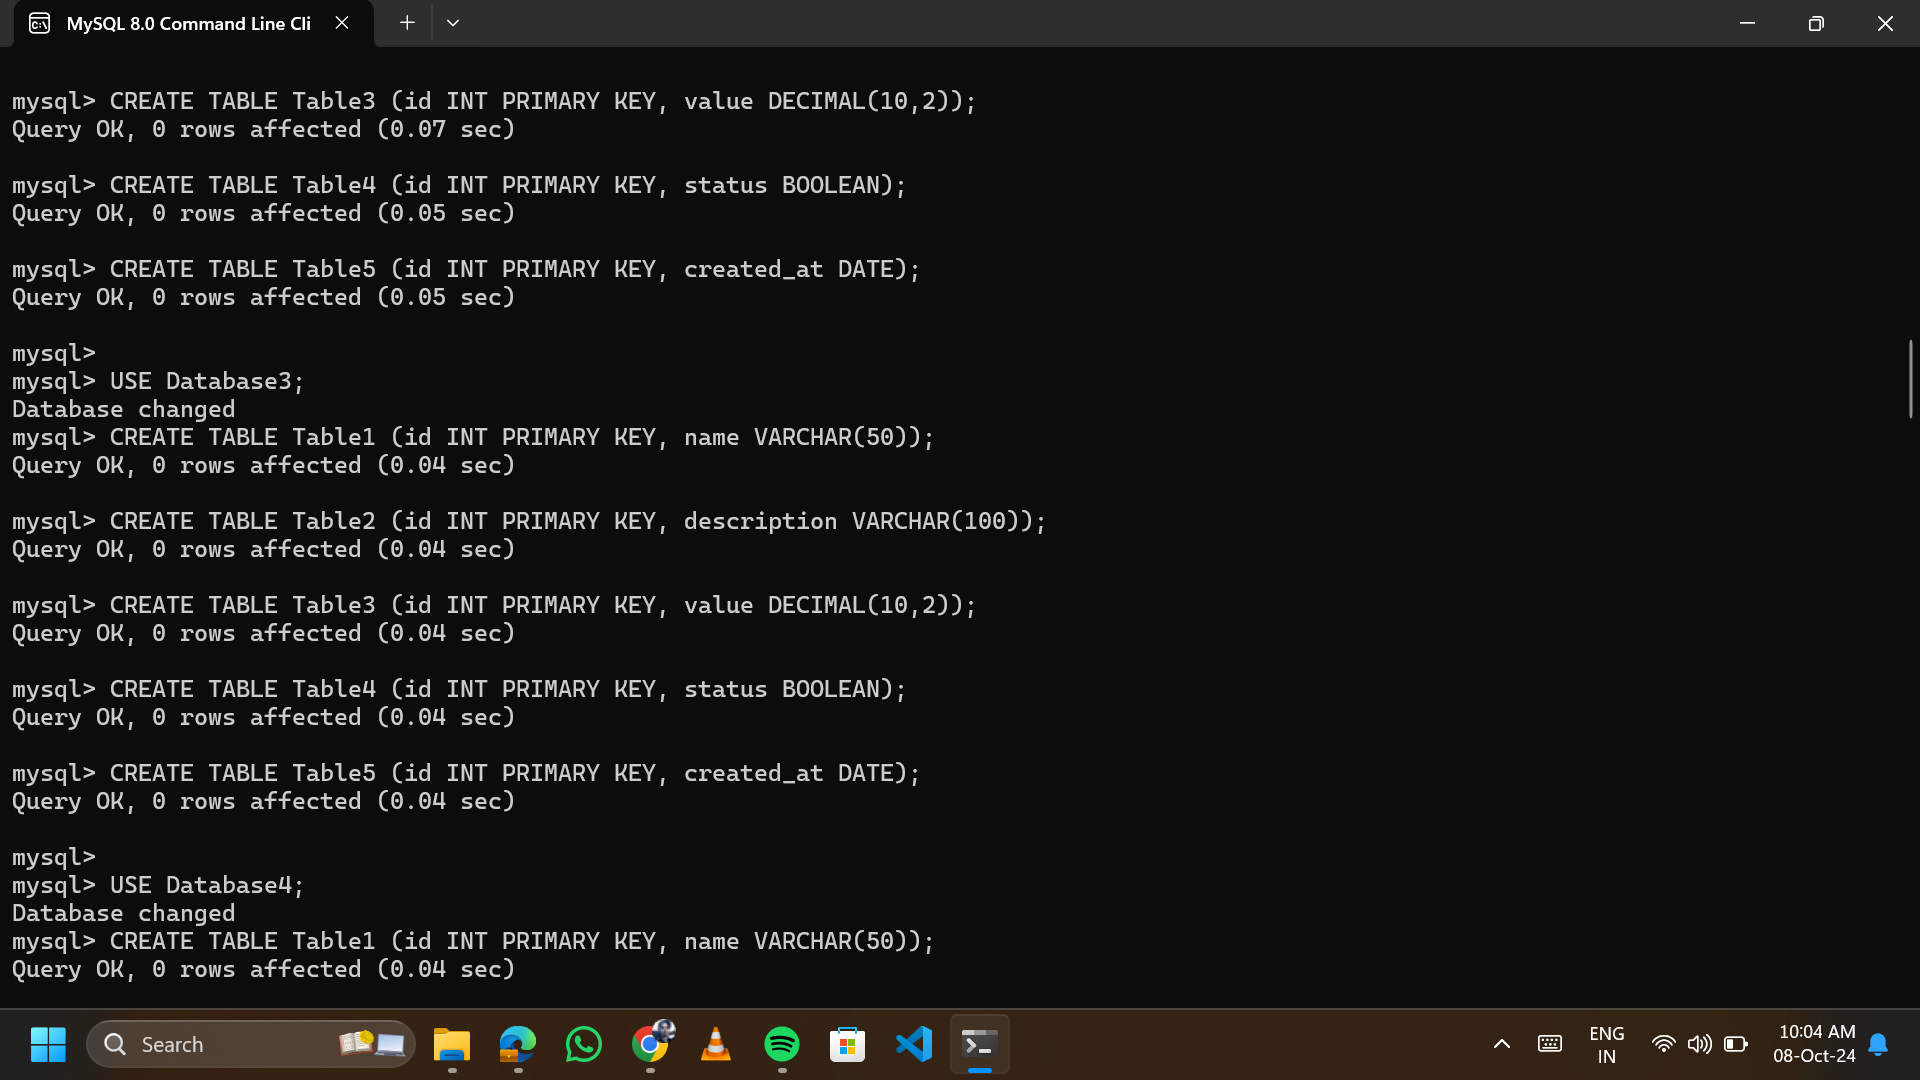 MySQL 8.0 Command Line Cli
mysql> CREATE TABLE Table3 (id INT PRIMARY KEY, value DECIMAL(10,2));
Query OK, 0 rows affected (0.07 sec)
mysql> CREATE TABLE Table4 (id INT PRIMARY KEY, status BOOLEAN);
Query OK, 0 rows affected (0.05 sec)
mysql> CREATE TABLE Table5 (id INT PRIMARY KEY, created_at DATE);
Query OK, 0 rows affected (0.05 sec)
mysql>
mysql> USE Database3;
Database changed
mysql> CREATE TABLE Table1 (id INT PRIMARY KEY, name VARCHAR(50));
Query OK, 0 rows affected (0.04 sec)
mysql> CREATE TABLE Table2 (id INT PRIMARY KEY, description VARCHAR(100));
Query OK, 0 rows affected (0.04 sec)
mysql> CREATE TABLE Table3 (id INT PRIMARY KEY, value DECIMAL(10,2));
Query OK, 0 rows affected (0.04 sec)
mysql> CREATE TABLE Table4 (id INT PRIMARY KEY, status BOOLEAN);
Query OK, 0 rows affected (0.04 sec)
mysql> CREATE TABLE Table5 (id INT PRIMARY KEY, created_at DATE);
Query OK, 0 rows affected (0.04 sec)
mysql>
mysql> USE Database4;
Database changed
mysql> CREATE TABLE Table1 (id INT PRIMARY KEY, name VARCHAR(50));
Query OK, 0 rows affected (0.04 sec)
Search
ENG
IN
10:04 AM
08-Oct-24